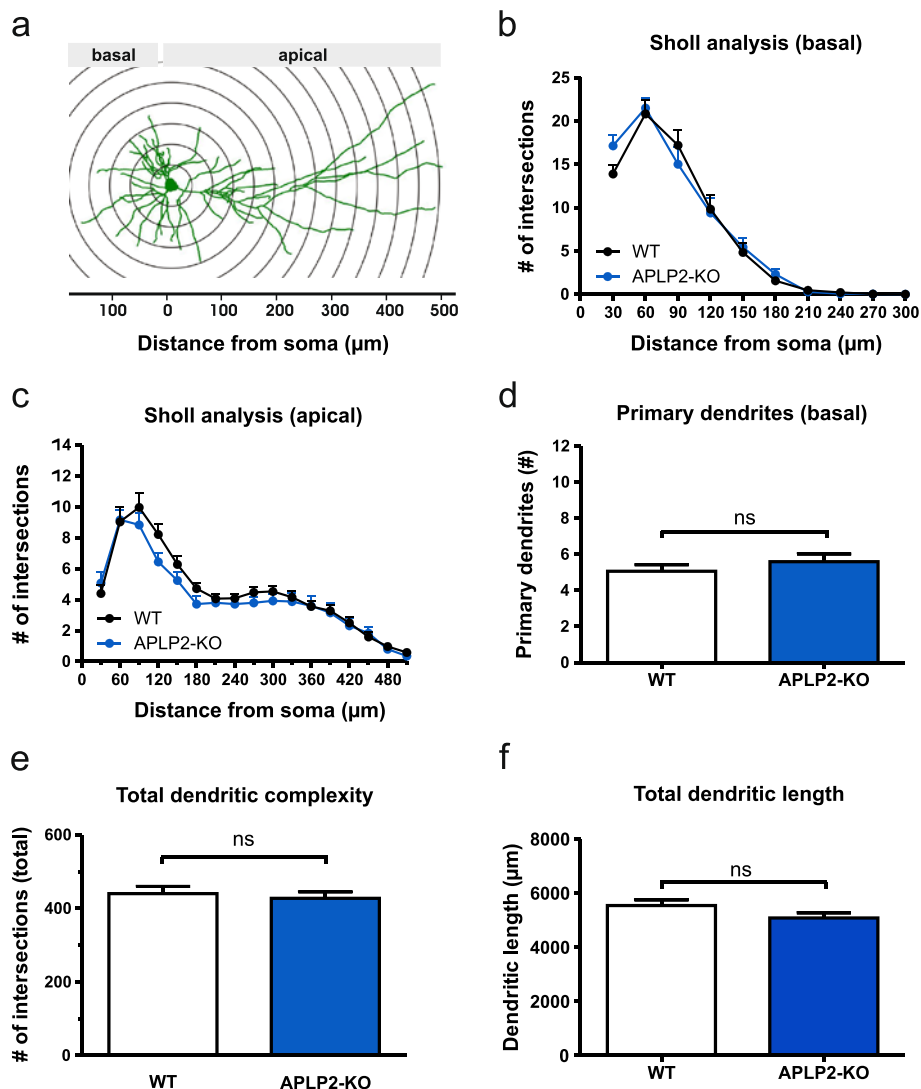 a
basal apical
100 0 100 200 300 400 500
Distance from soma (µm)
b
Sholl analysis (basal)
# of intersections
25
20
15
10
5
0
WT
APLP2-KO
0 30 60 90 120 150 180 210 240 270 300
Distance from soma (µm)
c
Sholl analysis (apical)
# of intersections
14
12
10
8
6
4
2
0
WT
APLP2-KO
0 60 120 180 240 300 360 420 480
Distance from soma (µm)
d
Primary dendrites (basal)
Primary dendrites (#)
12
10
8
6
4
2
0
ns
WT APLP2-KO
e
Total dendritic complexity
# of intersections (total)
600
400
200
0
ns
WT APLP2-KO
f
Total dendritic length
Dendritic length (µm)
8000
6000
4000
2000
0
ns
WT APLP2-KO